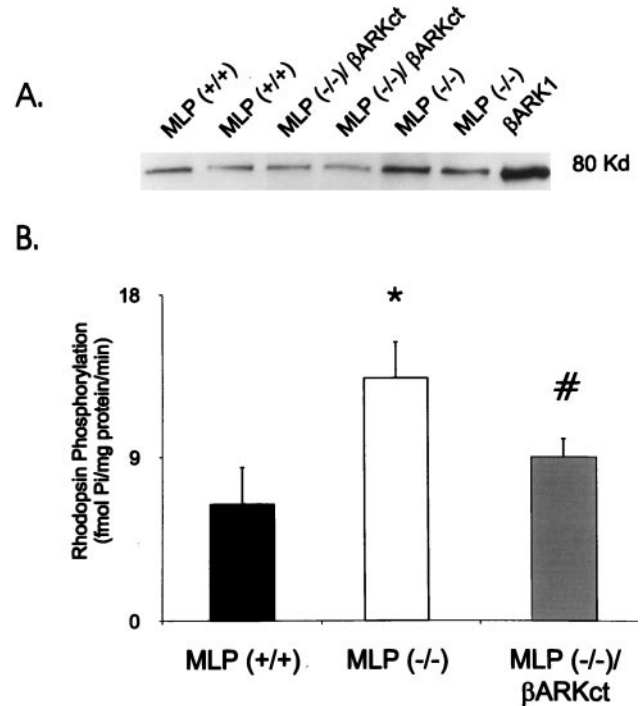 A.
MLP (+/+)
MLP (+/+)
MLP (-/-)/ βARKct
MLP (-/-)/ βARKct
MLP (-/-)
MLP (-/-)
βARK1
80 Kd
B.
Rhodopsin Phosphorylation
(fmol Pi/mg protein/min)
18
9
0
*
#
MLP (+/+)
MLP (-/-)
MLP (-/-)/
βARKct